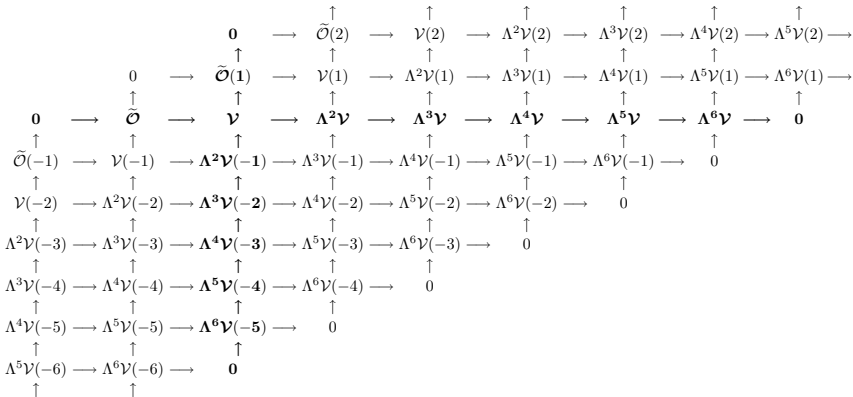 ↑ ↑ ↑ ↑ ↑ ↑
𝟎 ⟶ 𝒪̃(2) ⟶ 𝒱(2) ⟶ Λ²𝒱(2) ⟶ Λ³𝒱(2) ⟶ Λ⁴𝒱(2) ⟶ Λ⁵𝒱(2) ⟶
↑ ↑ ↑ ↑ ↑ ↑ ↑
0 ⟶ 𝓞̃(𝟏) ⟶ 𝒱(1) ⟶ Λ²𝒱(1) ⟶ Λ³𝒱(1) ⟶ Λ⁴𝒱(1) ⟶ Λ⁵𝒱(1) ⟶ Λ⁶𝒱(1) ⟶
↑ ↑ ↑ ↑ ↑ ↑ ↑ ↑
𝟎 ⟶ 𝓞̃ ⟶ 𝓥 ⟶ 𝚲²𝓥 ⟶ 𝚲³𝓥 ⟶ 𝚲⁴𝓥 ⟶ 𝚲⁵𝓥 ⟶ 𝚲⁶𝓥 ⟶ 𝟎
↑ ↑ ↑ ↑ ↑ ↑ ↑ ↑
𝒪̃(−1) ⟶ 𝒱(−1) ⟶ 𝚲²𝓥(−𝟏) ⟶ Λ³𝒱(−1) ⟶ Λ⁴𝒱(−1) ⟶ Λ⁵𝒱(−1) ⟶ Λ⁶𝒱(−1) ⟶ 0
↑ ↑ ↑ ↑ ↑ ↑ ↑
𝒱(−2) ⟶ Λ²𝒱(−2) ⟶ 𝚲³𝓥(−𝟐) ⟶ Λ⁴𝒱(−2) ⟶ Λ⁵𝒱(−2) ⟶ Λ⁶𝒱(−2) ⟶ 0
↑ ↑ ↑ ↑ ↑ ↑
Λ²𝒱(−3) ⟶ Λ³𝒱(−3) ⟶ 𝚲⁴𝓥(−𝟑) ⟶ Λ⁵𝒱(−3) ⟶ Λ⁶𝒱(−3) ⟶ 0
↑ ↑ ↑ ↑ ↑
Λ³𝒱(−4) ⟶ Λ⁴𝒱(−4) ⟶ 𝚲⁵𝓥(−𝟒) ⟶ Λ⁶𝒱(−4) ⟶ 0
↑ ↑ ↑ ↑
Λ⁴𝒱(−5) ⟶ Λ⁵𝒱(−5) ⟶ 𝚲⁶𝓥(−𝟓) ⟶ 0
↑ ↑ ↑
Λ⁵𝒱(−6) ⟶ Λ⁶𝒱(−6) ⟶ 𝟎
↑ ↑